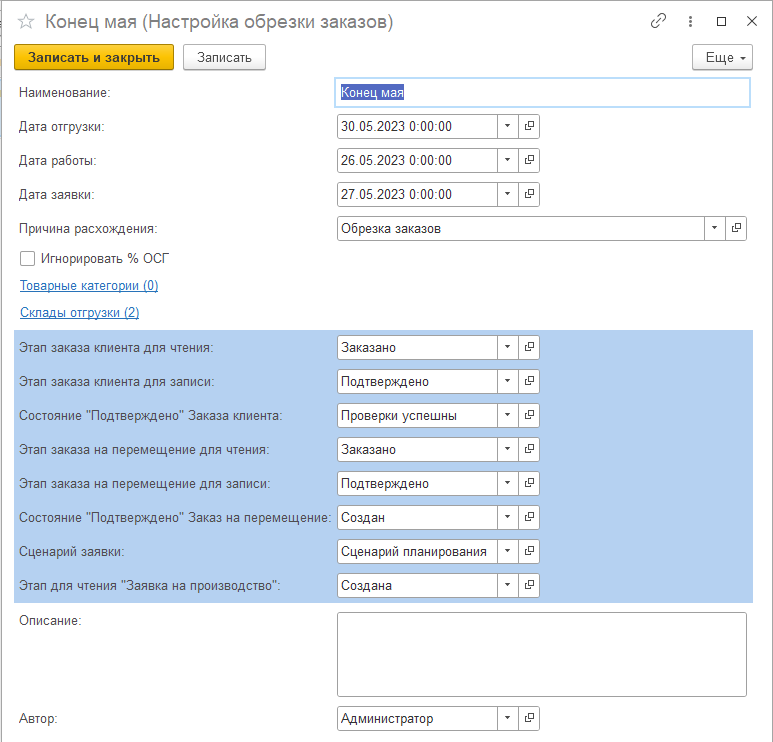 Конец мая (Настройка обрезки заказов)
Записать и закрыть Записать Еще
Наименование: Конец мая
Дата отгрузки: 30.05.2023 0:00:00
Дата работы: 26.05.2023 0:00:00
Дата заявки: 27.05.2023 0:00:00
Причина расхождения: Обрезка заказов
Игнорировать % ОСГ
Товарные категории (0)
Склады отгрузки (2)
Этап заказа клиента для чтения: Заказано
Этап заказа клиента для записи: Подтверждено
Состояние "Подтверждено" Заказа клиента: Проверки успешны
Этап заказа на перемещение для чтения: Заказано
Этап заказа на перемещение для записи: Подтверждено
Состояние "Подтверждено" Заказ на перемещение: Создан
Сценарий заявки: Сценарий планирования
Этап для чтения "Заявка на производство": Создана
Описание:
Автор: Администратор